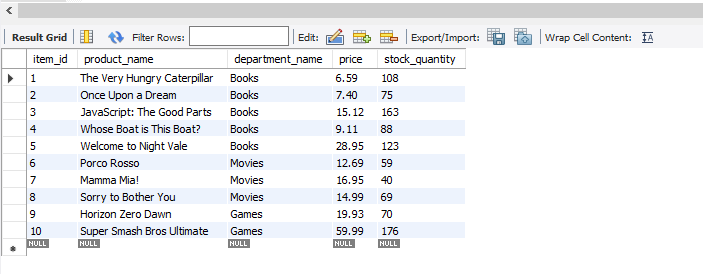 Result Grid Filter Rows: Edit: Export/Import: Wrap Cell Content: IA
item_id product_name department_name price stock_quantity
1 The Very Hungry Caterpillar Books 6.59 108
2 Once Upon a Dream Books 7.40 75
3 JavaScript: The Good Parts Books 15.12 163
4 Whose Boat is This Boat? Books 9.11 88
5 Welcome to Night Vale Books 28.95 123
6 Porco Rosso Movies 12.69 59
7 Mamma Mia! Movies 16.95 40
8 Sorry to Bother You Movies 14.99 69
9 Horizon Zero Dawn Games 19.93 70
10 Super Smash Bros Ultimate Games 59.99 176
NULL NULL NULL NULL NULL